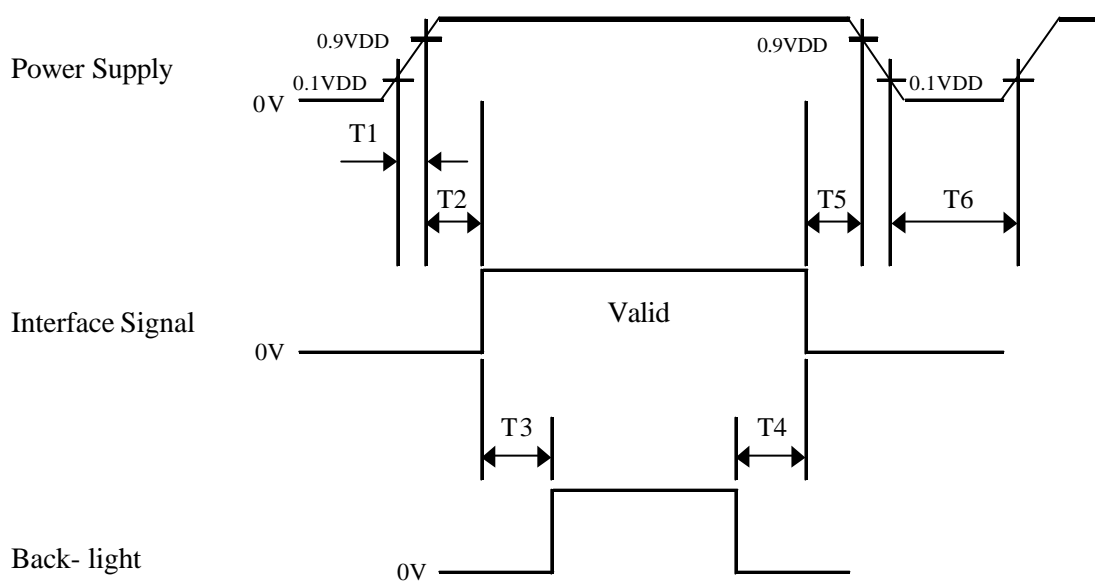 0.9VDD
0.9VDD
Power Supply
0.1VDD
0.1VDD
0V
T1
T2
T5
T6
Interface Signal
Valid
0V
T3
T4
Back- light
0V